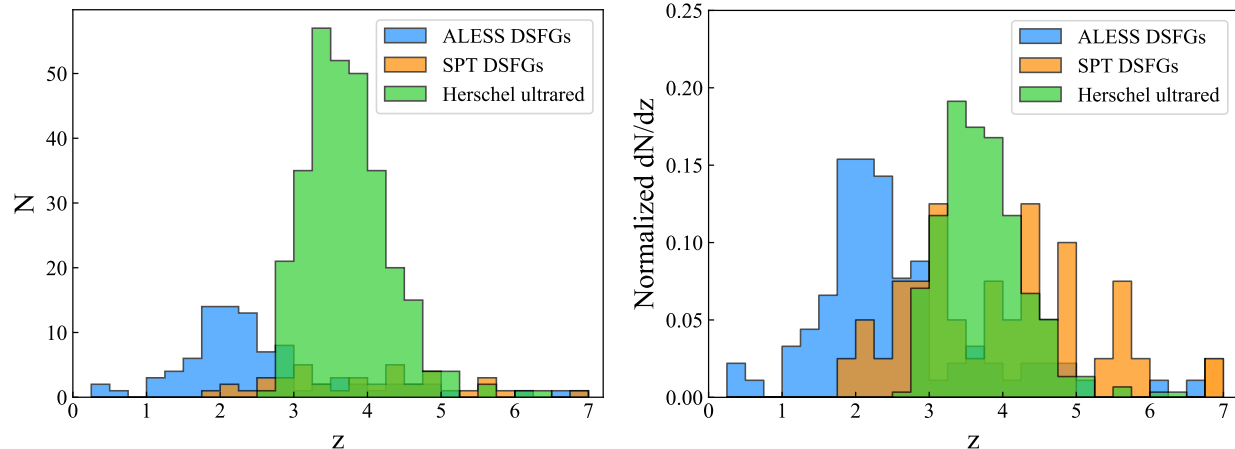 ALESS DSFGs
SPT DSFGs
Herschel ultrared
50
40
30
20
10
0
N
0 1 2 3 4 5 6 7
z
ALESS DSFGs
SPT DSFGs
Herschel ultrared
0.25
0.20
0.15
0.10
0.05
0.00
Normalized dN/dz
0 1 2 3 4 5 6 7
z